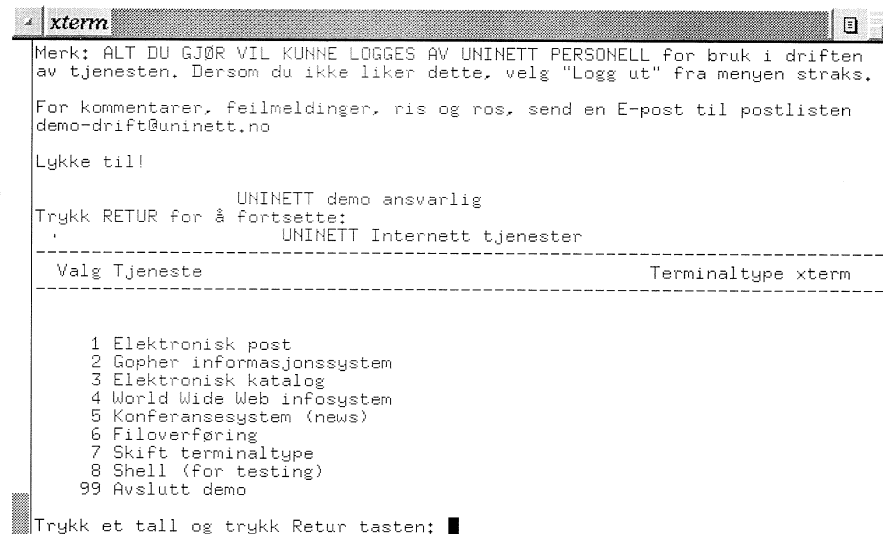 xterm
Merk: ALT DU GJØR VIL KUNNE LOGGES AV UNINETT PERSONELL for bruk i driften
av tjenesten. Dersom du ikke liker dette, velg "Logg ut" fra menyen straks.
For kommentarer, feilmeldinger, ris og ros, send en E-post til postlisten
demo-drift@uninett.no
Lykke til!
UNINETT demo ansvarlig
Trykk RETUR for å fortsette:
UNINETT Internett tjenester
Valg Tjeneste Terminaltype xterm
1 Elektronisk post
2 Gopher informasjonssystem
3 Elektronisk katalog
4 World Wide Web infosystem
5 Konferansesystem (news)
6 Filoverføring
7 Skift terminaltype
8 Shell (for testing)
99 Avslutt demo
Trykk et tall og trykk Retur tasten: